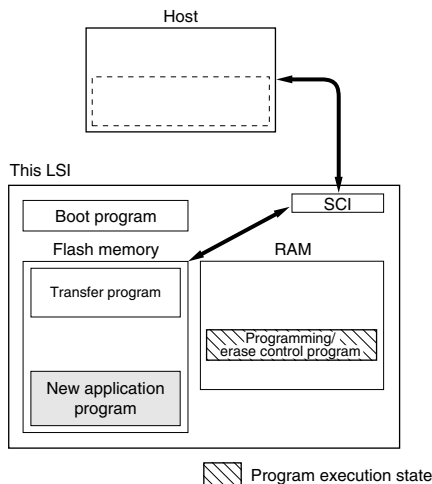 Host
This LSI
SCI
Boot program
Flash memory
RAM
Transfer program
Programming/
erase control program
New application
program
Program execution state